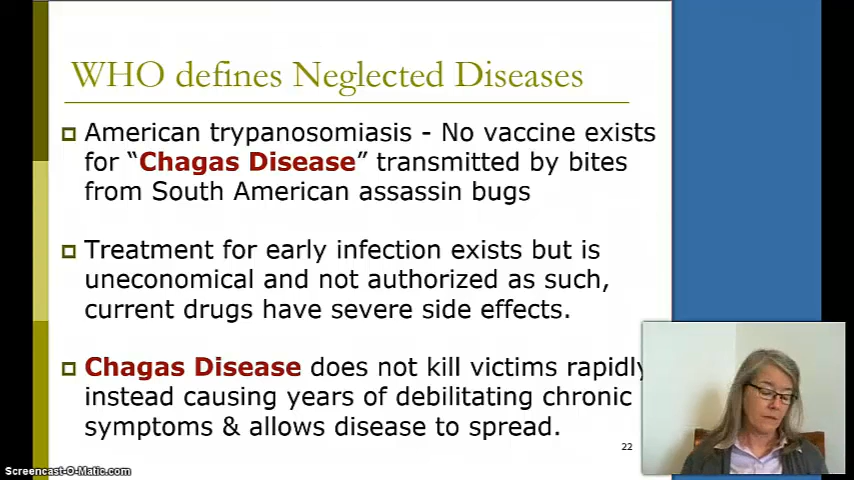 WHO defines Neglected Diseases
American trypanosomiasis - No vaccine exists
for “Chagas Disease” transmitted by bites
from South American assassin bugs
Treatment for early infection exists but is
uneconomical and not authorized as such,
current drugs have severe side effects.
Chagas Disease does not kill victims rapidly
instead causing years of debilitating chronic
symptoms & allows disease to spread.
22
Screencast-O-Matic.com